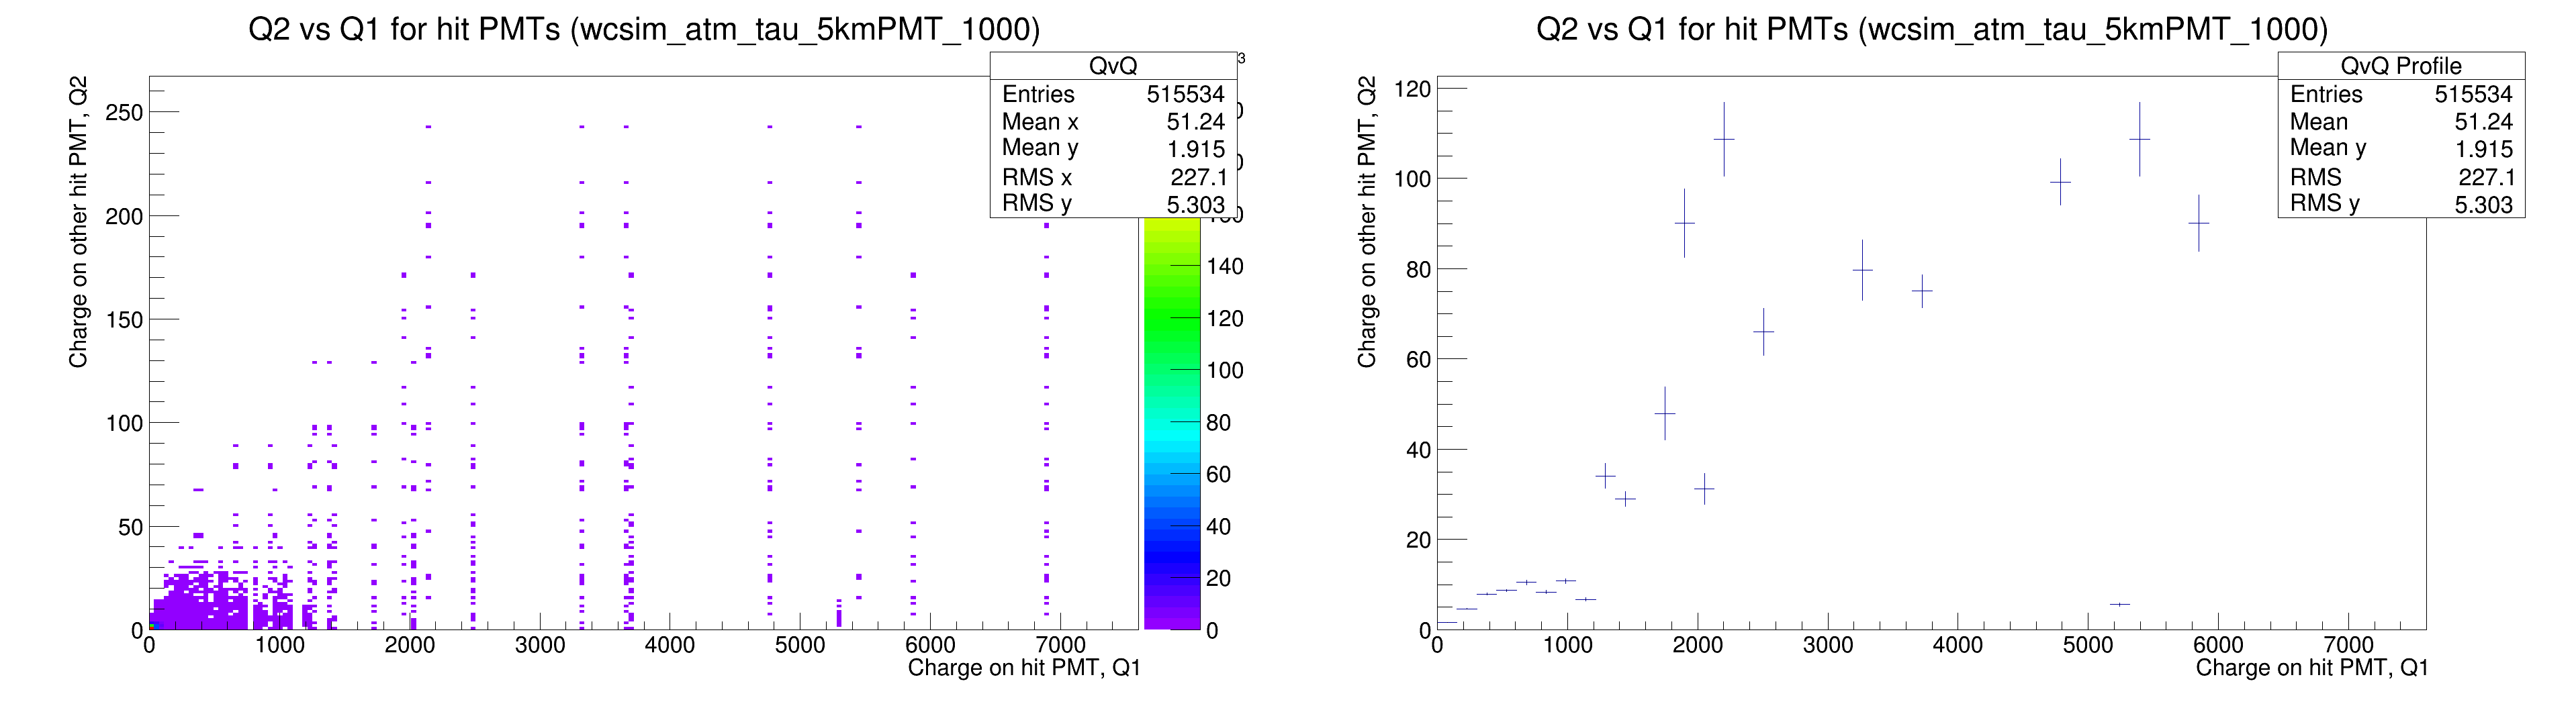 Q2 vs Q1 for hit PMTs (wcsim_atm_tau_5kmPMT_1000)
QvQ
Entries 515534
Mean x 51.24
Mean y 1.915
RMS x 227.1
RMS y 5.303
Charge on other hit PMT, Q2
250
200
150
100
50
0
0 1000 2000 3000 4000 5000 6000 7000
Charge on hit PMT, Q1
3
140
120
100
80
60
40
20
0
Q2 vs Q1 for hit PMTs (wcsim_atm_tau_5kmPMT_1000)
QvQ Profile
Entries 515534
Mean 51.24
Mean y 1.915
RMS 227.1
RMS y 5.303
Charge on other hit PMT, Q2
120
100
80
60
40
20
0
0 1000 2000 3000 4000 5000 6000 7000
Charge on hit PMT, Q1